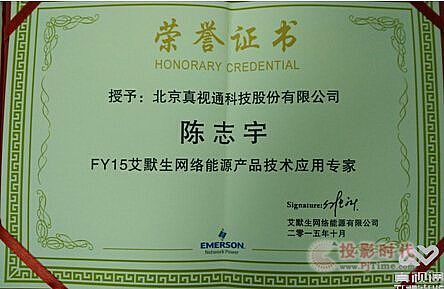 荣誉证书
HONORARY CREDENTIAL
授予：北京真视通科技股份有限公司
陈志宇
FY15艾默生网络能源产品技术应用专家
Signature:
艾默生网络能源有限公司
二零一五年十月
EMERSON
Network Power
投影时代
PjTime.com
真视通